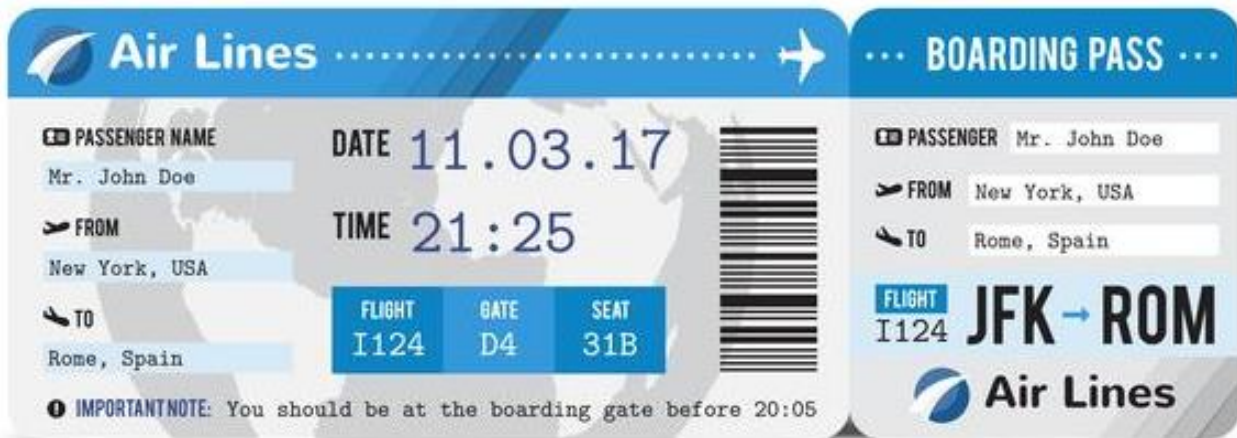 Air Lines
PASSENGER NAME
Mr. John Doe
FROM
New York, USA
TO
Rome, Spain
DATE 11.03.17
TIME 21:25
FLIGHT GATE SEAT
I124 D4 31B
IMPORTANT NOTE: You should be at the boarding gate before 20:05
BOARDING PASS
PASSENGER Mr. John Doe
FROM New York, USA
TO Rome, Spain
FLIGHT
I124
JFK → ROM
Air Lines